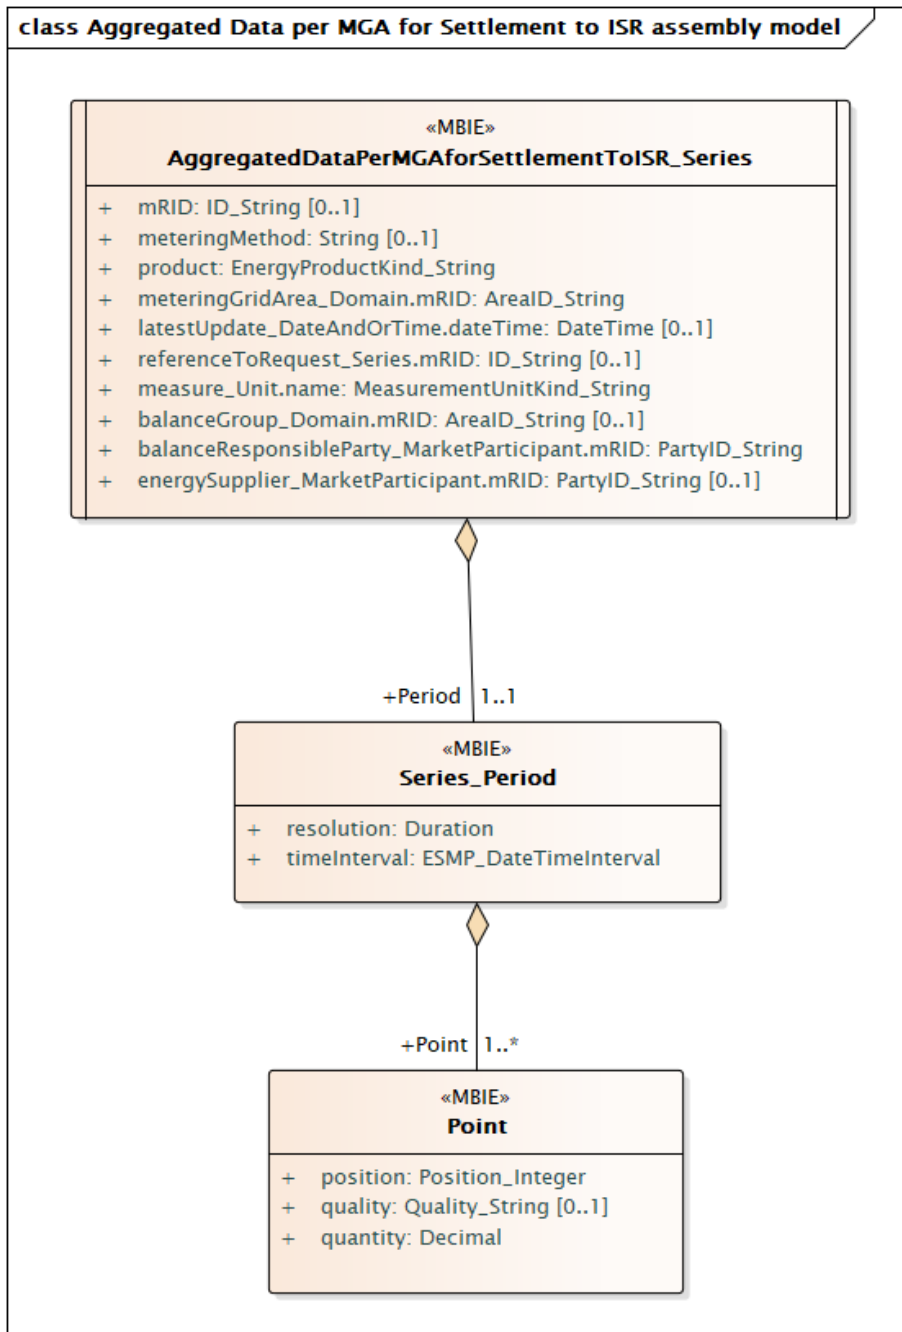 class Aggregated Data per MGA for Settlement to ISR assembly model
«MBIE»
AggregatedDataPerMGAforSettlementToISR_Series
+ mRID: ID_String [0..1]
+ meteringMethod: String [0..1]
+ product: EnergyProductKind_String
+ meteringGridArea_Domain.mRID: AreaID_String
+ latestUpdate_DateAndOrTime.dateTime: DateTime [0..1]
+ referenceToRequest_Series.mRID: ID_String [0..1]
+ measure_Unit.name: MeasurementUnitKind_String
+ balanceGroup_Domain.mRID: AreaID_String [0..1]
+ balanceResponsibleParty_MarketParticipant.mRID: PartyID_String
+ energySupplier_MarketParticipant.mRID: PartyID_String [0..1]
+Period 1..1
«MBIE»
Series_Period
+ resolution: Duration
+ timeInterval: ESMP_DateTimeInterval
+Point 1..*
«MBIE»
Point
+ position: Position_Integer
+ quality: Quality_String [0..1]
+ quantity: Decimal